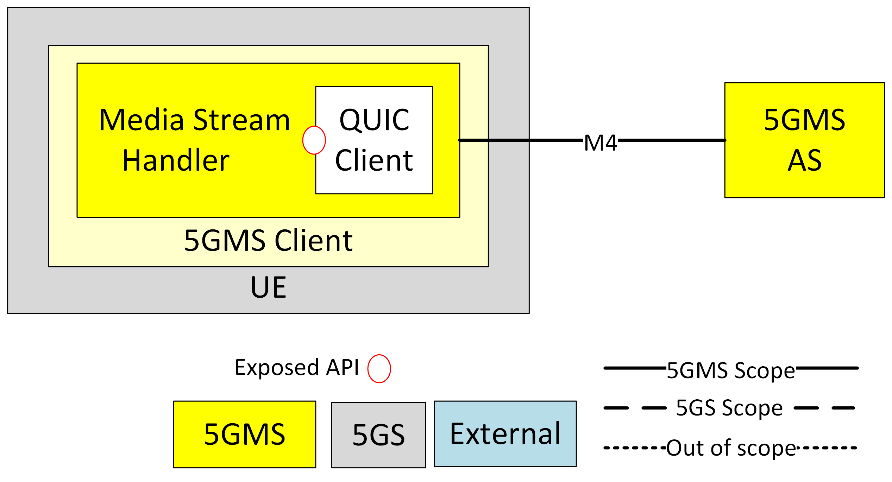 Media Stream
Handler
QUIC
Client
M4
5GMS
AS
5GMS Client
UE
Exposed API
5GMS
5GS
External
5GMS Scope
5GS Scope
Out of scope